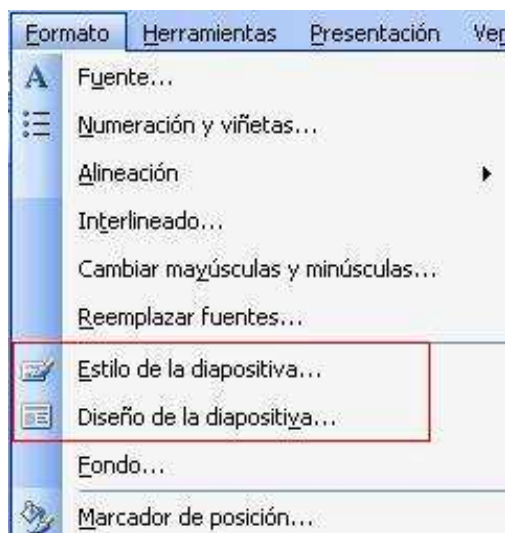 Formato Herramientas Presentación Ve
Fuente...
Numeración y viñetas...
Alineación
Interlineado...
Cambiar mayúsculas y minúsculas...
Reemplazar fuentes...
Estilo de la diapositiva...
Diseño de la diapositiva...
Fondo...
Marcador de posición...